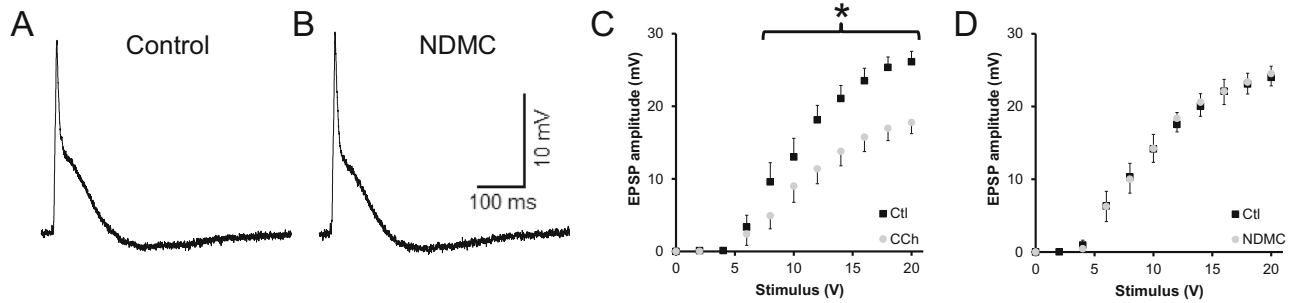 A
Control
B
NDMC
10 mV
100 ms
C
*
EPSP amplitude (mV)
30
20
10
0
0
5
10
15
20
Stimulus (V)
Ctl
CCh
D
EPSP amplitude (mV)
30
20
10
0
0
5
10
15
20
Stimulus (V)
Ctl
NDMC